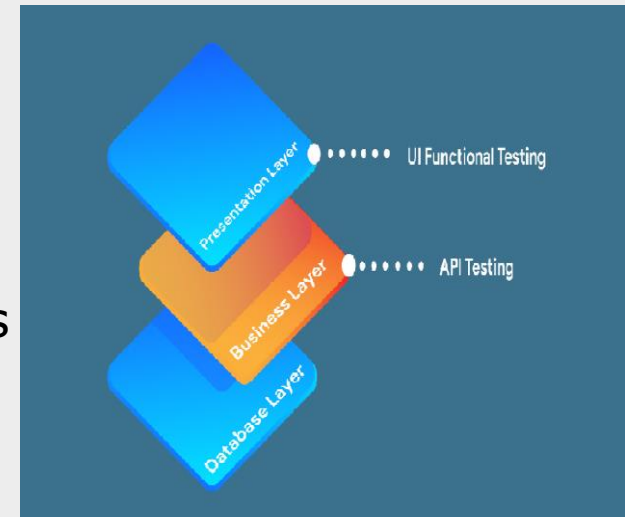 Presentation Layer
UI Functional Testing
Business Layer
API Testing
s
Database Layer